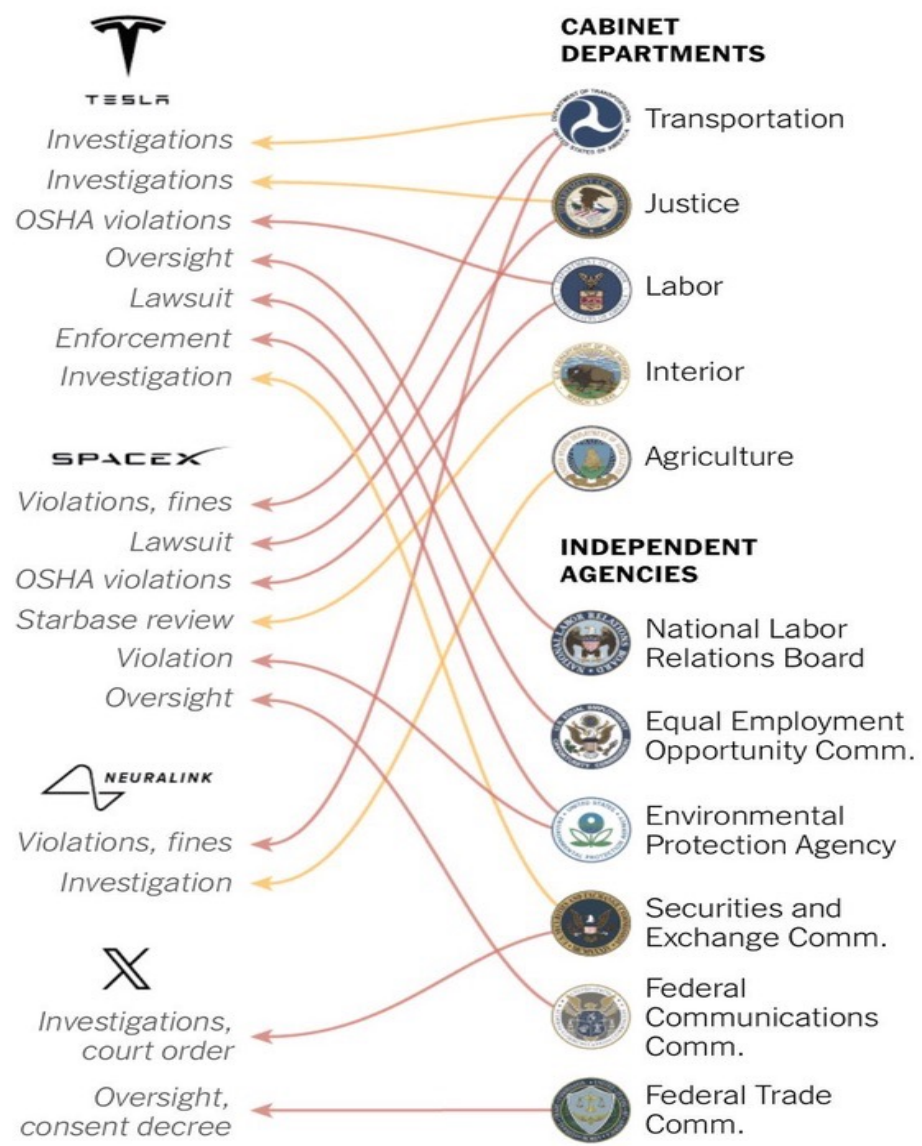 TESLA
Investigations
Investigations
OSHA violations
Oversight
Lawsuit
Enforcement
Investigation
SPACEX
Violations, fines
Lawsuit
OSHA violations
Starbase review
Violation
Oversight
NEURALINK
Violations, fines
Investigation
X
Investigations,
court order
Oversight,
consent decree
CABINET
DEPARTMENTS
Transportation
Justice
Labor
Interior
Agriculture
INDEPENDENT
AGENCIES
National Labor
Relations Board
Equal Employment
Opportunity Comm.
Environmental
Protection Agency
Securities and
Exchange Comm.
Federal
Communications
Comm.
Federal Trade
Comm.